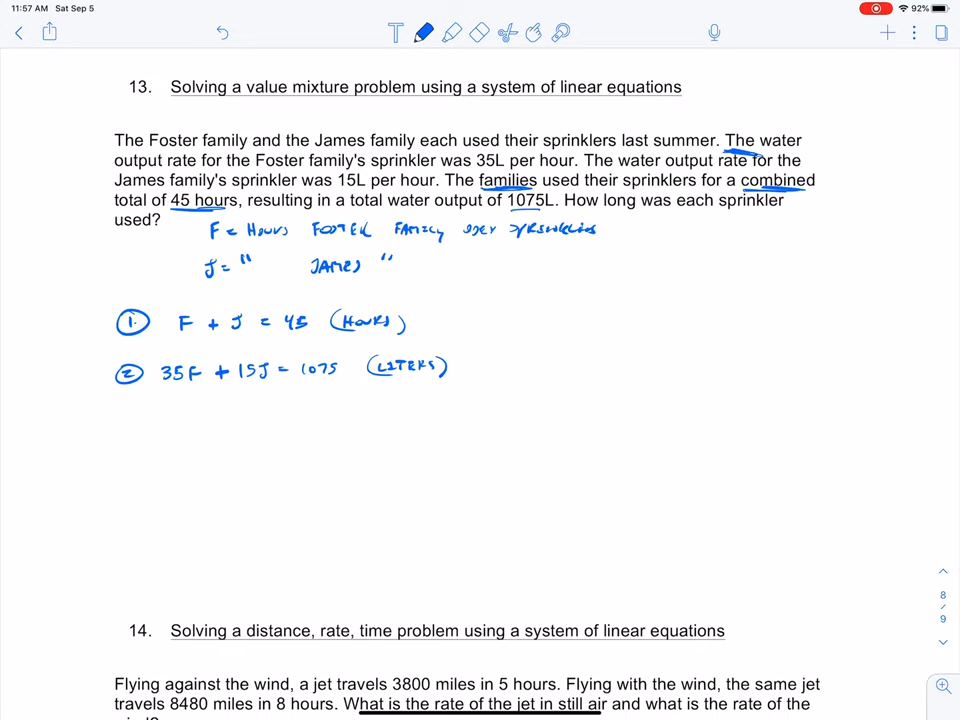 11:57 AM Sat Sep 5
92%
T
13. Solving a value mixture problem using a system of linear equations
The Foster family and the James family each used their sprinklers last summer. The water
output rate for the Foster family's sprinkler was 35L per hour. The water output rate for the
James family's sprinkler was 15L per hour. The families used their sprinklers for a combined
total of 45 hours, resulting in a total water output of 1075L. How long was each sprinkler
used?
F = HOURS FOSTER FAMILY USED SPRINKLERS
J = " JAMES "
1. F + J = 45 (HOURS)
2 35F + 15J = 1075 (LITERS)
8
/
9
14. Solving a distance, rate, time problem using a system of linear equations
Flying against the wind, a jet travels 3800 miles in 5 hours. Flying with the wind, the same jet
travels 8480 miles in 8 hours. What is the rate of the jet in still air and what is the rate of the
wind?